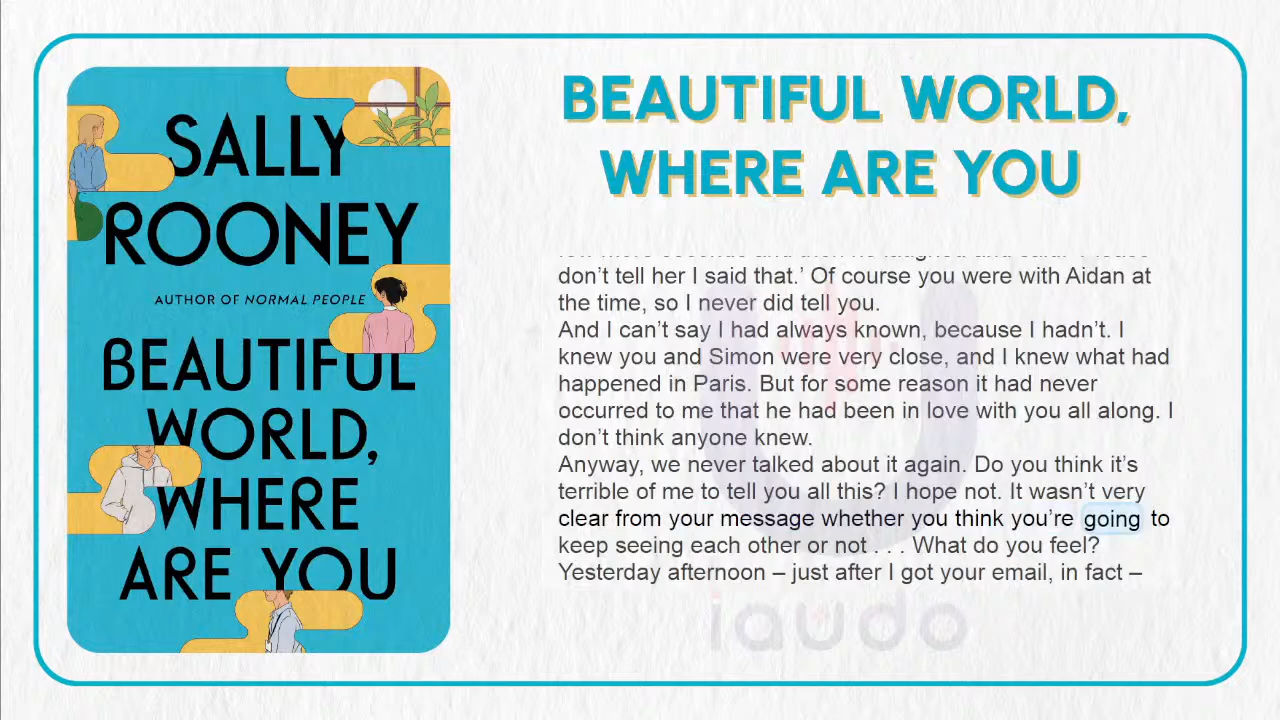 SALLY
ROONEY
AUTHOR OF NORMAL PEOPLE
BEAUTIFUL
WORLD,
WHERE
ARE YOU
BEAUTIFUL WORLD,
WHERE ARE YOU
don’t tell her I said that.’ Of course you were with Aidan at
the time, so I never did tell you.
And I can’t say I had always known, because I hadn’t. I
knew you and Simon were very close, and I knew what had
happened in Paris. But for some reason it had never
occurred to me that he had been in love with you all along. I
don’t think anyone knew.
Anyway, we never talked about it again. Do you think it’s
terrible of me to tell you all this? I hope not. It wasn’t very
clear from your message whether you think you’re going to
keep seeing each other or not . . . What do you feel?
Yesterday afternoon – just after I got your email, in fact –
iaudo